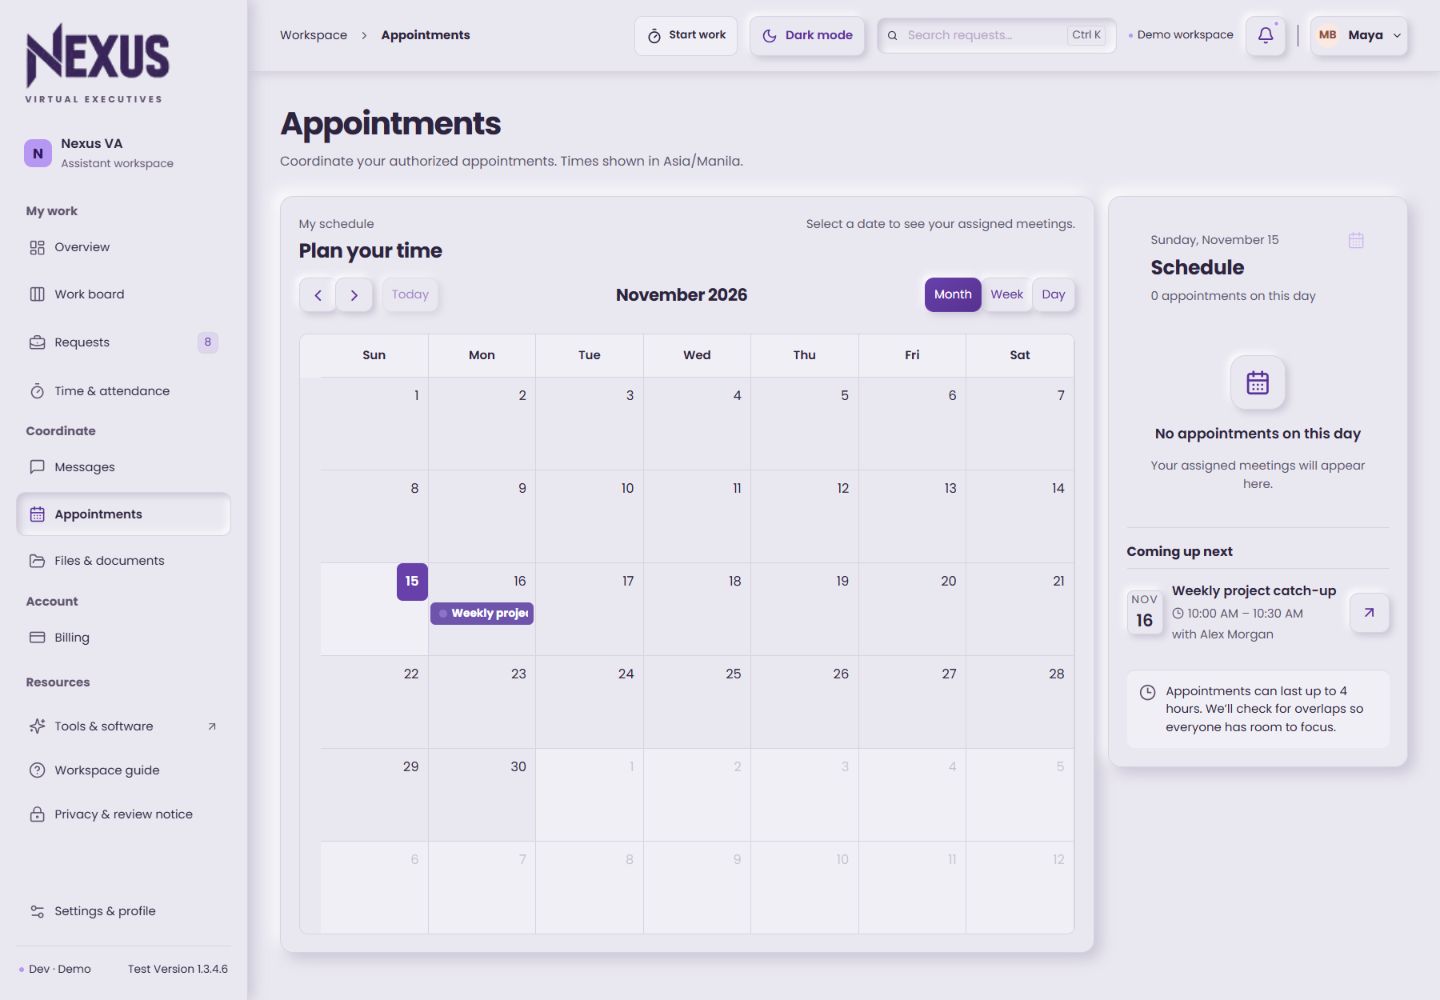 NEXUS
VIRTUAL EXECUTIVES
N
Nexus VA
Assistant workspace
My work
Overview
Work board
Requests
8
Time & attendance
Coordinate
Messages
Appointments
Files & documents
Account
Billing
Resources
Tools & software
Workspace guide
Privacy & review notice
Settings & profile
Dev · Demo
Test Version 1.3.4.6
Workspace > Appointments
Start work
Dark mode
Search requests...
Ctrl K
Demo workspace
MB
Maya
Appointments
Coordinate your authorized appointments. Times shown in Asia/Manila.
My schedule
Select a date to see your assigned meetings.
Plan your time
Today
November 2026
Month
Week
Day
Sun Mon Tue Wed Thu Fri Sat
1 2 3 4 5 6 7
8 9 10 11 12 13 14
15 16 17 18 19 20 21
Weekly proje
22 23 24 25 26 27 28
29 30 1 2 3 4 5
6 7 8 9 10 11 12
Sunday, November 15
Schedule
0 appointments on this day
No appointments on this day
Your assigned meetings will appear
here.
Coming up next
NOV
16
Weekly project catch-up
10:00 AM – 10:30 AM
with Alex Morgan
Appointments can last up to 4
hours. We'll check for overlaps so
everyone has room to focus.